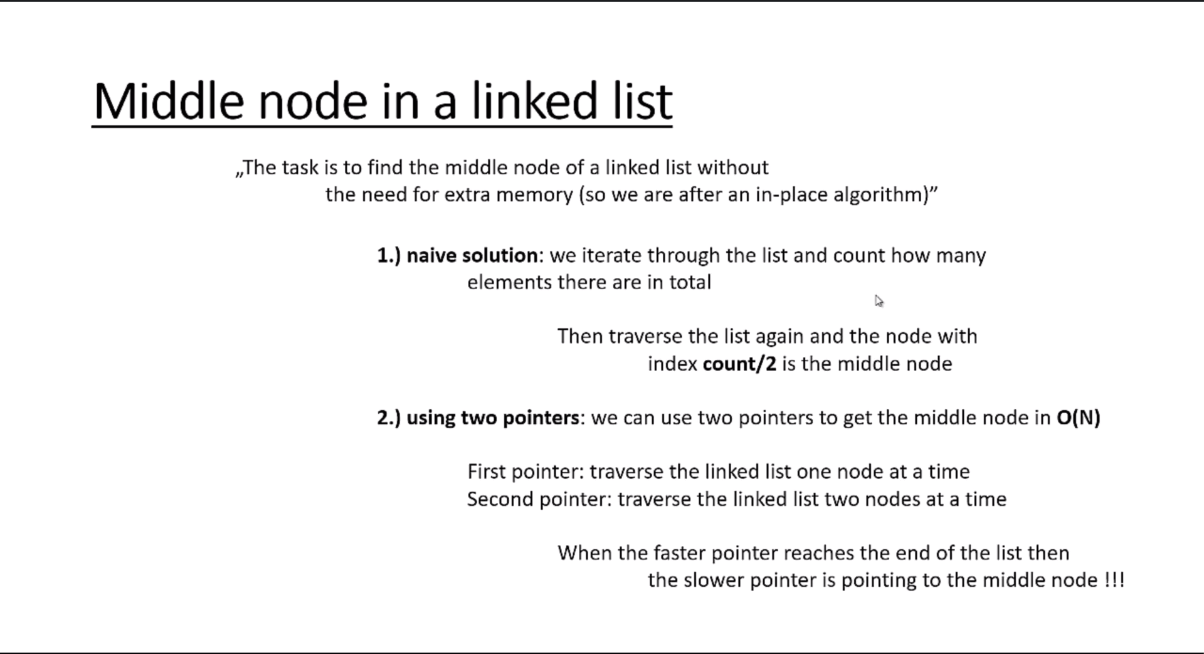 Middle node in a linked list
„The task is to find the middle node of a linked list without
the need for extra memory (so we are after an in-place algorithm)”
1.) naive solution: we iterate through the list and count how many
elements there are in total
Then traverse the list again and the node with
index count/2 is the middle node
2.) using two pointers: we can use two pointers to get the middle node in O(N)
First pointer: traverse the linked list one node at a time
Second pointer: traverse the linked list two nodes at a time
When the faster pointer reaches the end of the list then
the slower pointer is pointing to the middle node !!!